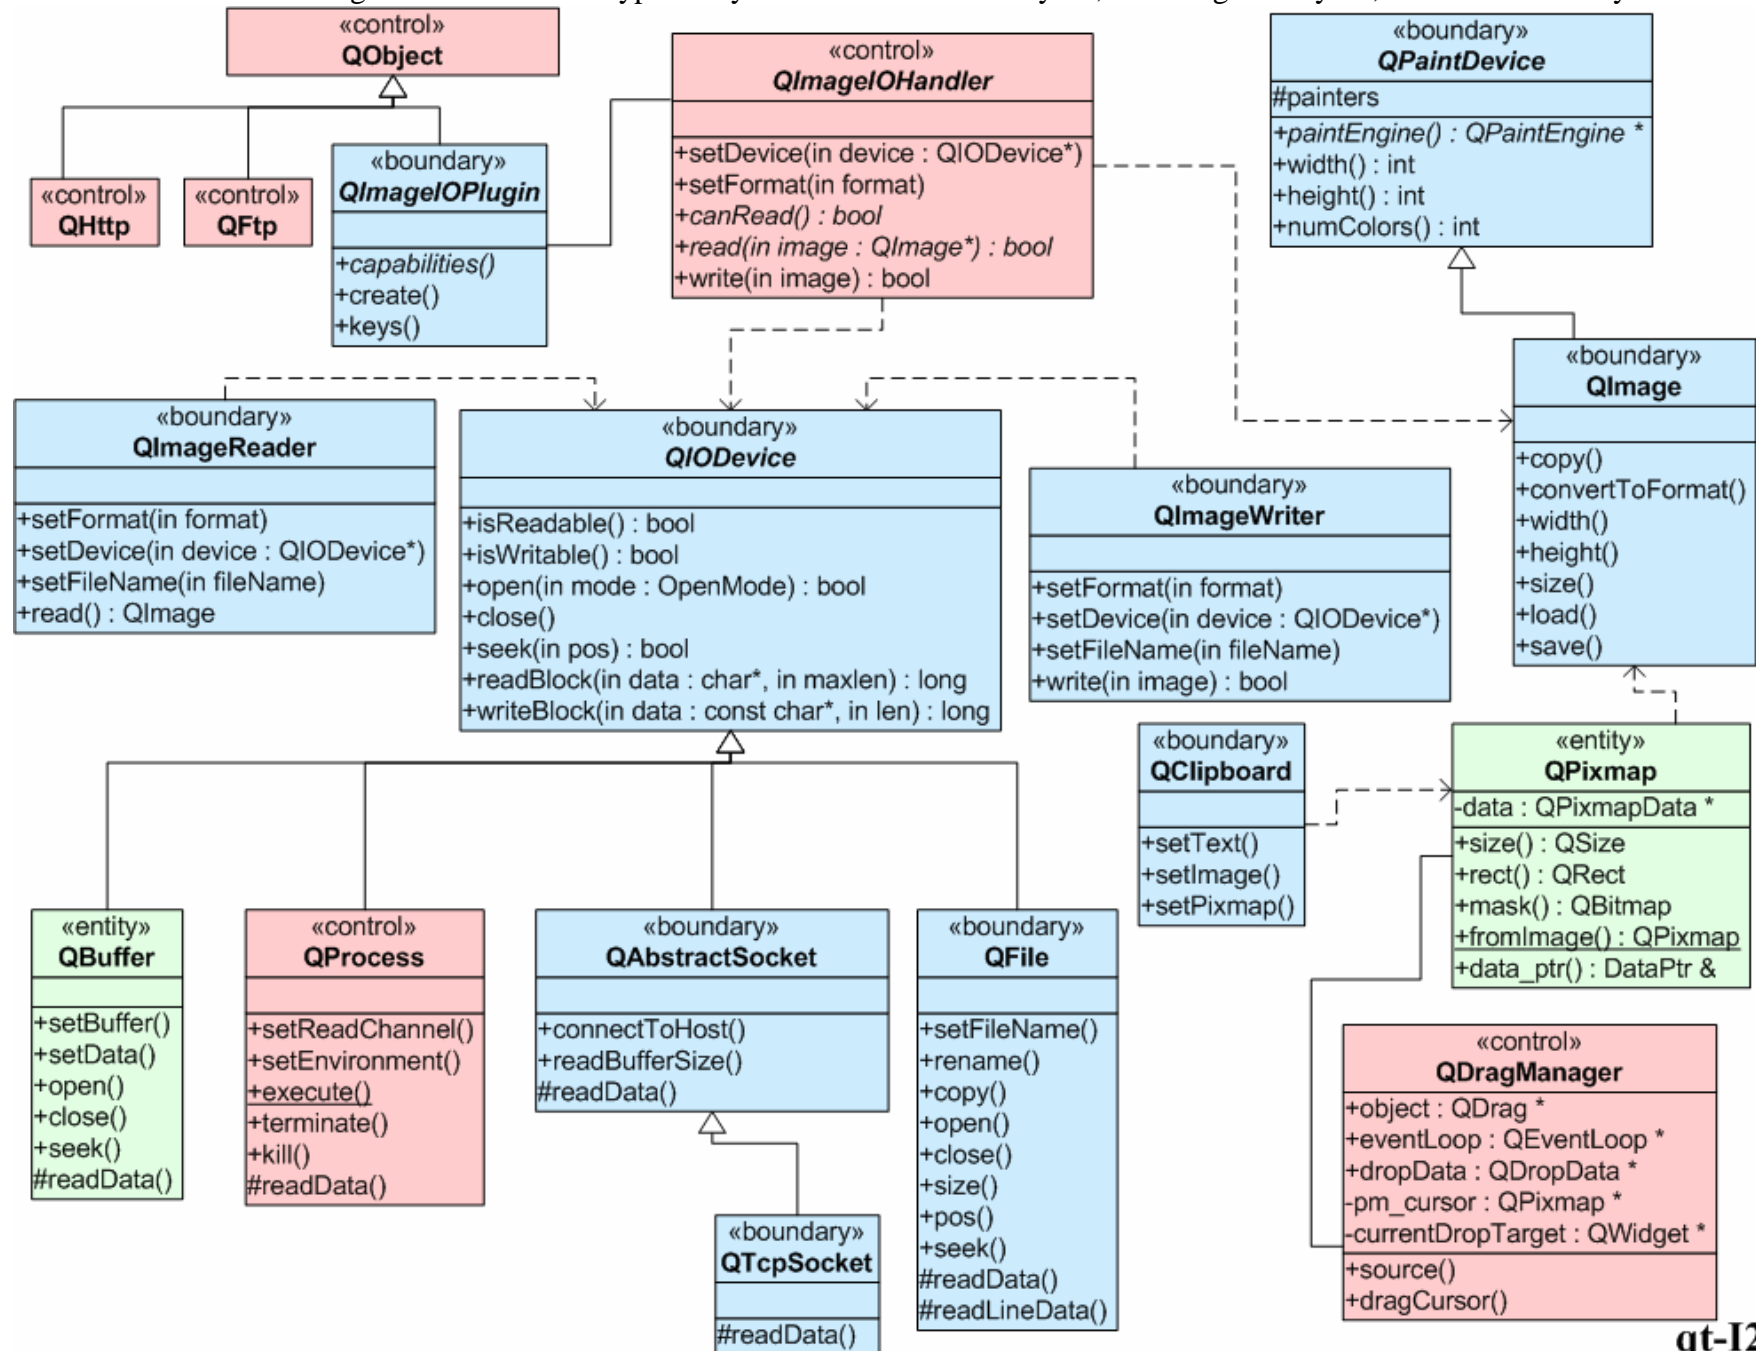 «control»
QObject
«control»
QHttp
«control»
QFtp
«boundary»
QImageIOPlugin
+capabilities()
+create()
+keys()
«control»
QImageIOHandler
+setDevice(in device : QIODevice*)
+setFormat(in format)
+canRead() : bool
+read(in image : QImage*) : bool
+write(in image) : bool
«boundary»
QPaintDevice
#painters
+paintEngine() : QPaintEngine *
+width() : int
+height() : int
+numColors() : int
«boundary»
QImage
+copy()
+convertToFormat()
+width()
+height()
+size()
+load()
+save()
«boundary»
QImageReader
+setFormat(in format)
+setDevice(in device : QIODevice*)
+setFileName(in fileName)
+read() : QImage
«boundary»
QIODevice
+isReadable() : bool
+isWritable() : bool
+open(in mode : OpenMode) : bool
+close()
+seek(in pos) : bool
+readBlock(in data : char*, in maxlen) : long
+writeBlock(in data : const char*, in len) : long
«boundary»
QImageWriter
+setFormat(in format)
+setDevice(in device : QIODevice*)
+setFileName(in fileName)
+write(in image) : bool
«boundary»
QClipboard
+setText()
+setImage()
+setPixmap()
«entity»
QPixmap
-data : QPixmapData *
+size() : QSize
+rect() : QRect
+mask() : QBitmap
+fromImage() : QPixmap
+data_ptr() : DataPtr &
«entity»
QBuffer
+setBuffer()
+setData()
+open()
+close()
+seek()
#readData()
«control»
QProcess
+setReadChannel()
+setEnvironment()
+execute()
+terminate()
+kill()
#readData()
«boundary»
QAbstractSocket
+connectToHost()
+readBufferSize()
#readData()
«boundary»
QTcpSocket
#readData()
«boundary»
QFile
+setFileName()
+rename()
+copy()
+open()
+close()
+size()
+pos()
+seek()
#readData()
#readLineData()
«control»
QDragManager
+object : QDrag *
+eventLoop : QEventLoop *
+dropData : QDropData *
-pm_cursor : QPixmap *
-currentDropTarget : QWidget *
+source()
+dragCursor()
qt-I2